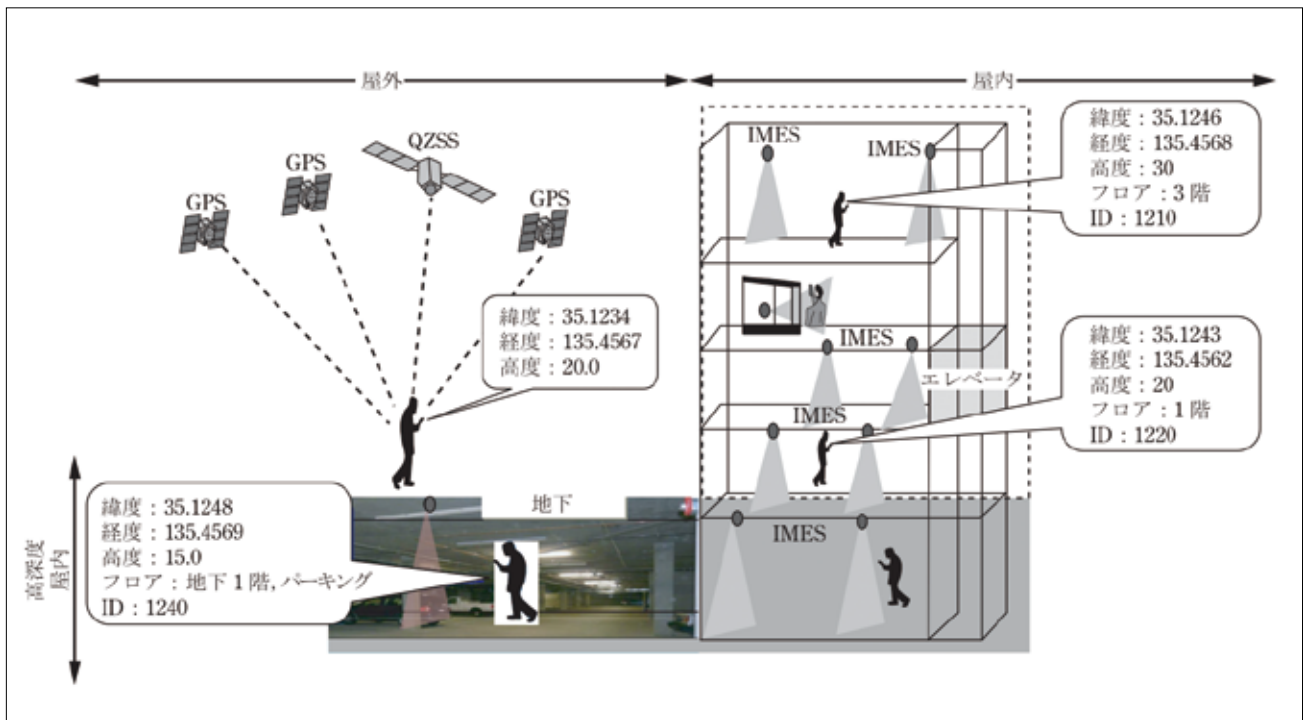 屋外
屋内
QZSS
GPS
GPS
GPS
緯度：35.1234
経度：135.4567
高度：20.0
IMES
IMES
緯度：35.1246
経度：135.4568
高度：30
フロア：3 階
ID：1210
IMES
エレベータ
緯度：35.1243
経度：135.4562
高度：20
フロア：1 階
ID：1220
IMES
高深度
屋内
緯度：35.1248
経度：135.4569
高度：15.0
フロア：地下 1 階, パーキング
ID：1240
地下
IMES